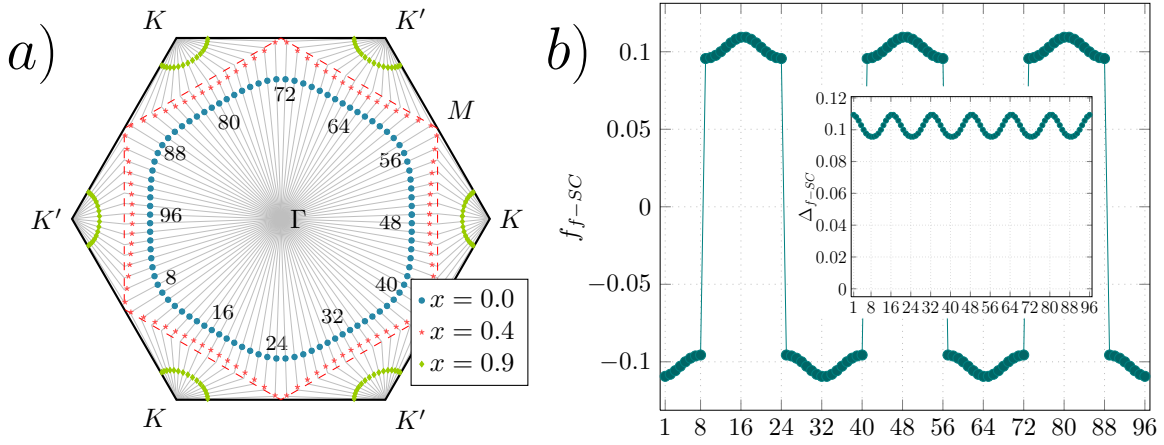 a)
K
K′
M
K
K′
K
K′
Γ
72
80
64
88
56
96
48
8
40
16
32
24
x = 0.0
x = 0.4
x = 0.9
b)
f_{f−SC}
0.1
0.05
0
−0.05
−0.1
1 8 16 24 32 40 48 56 64 72 80 88 96
Δ_{f−SC}
0.12
0.1
0.08
0.06
0.04
0.02
0
1 8 16 24 32 40 48 56 64 72 80 88 96